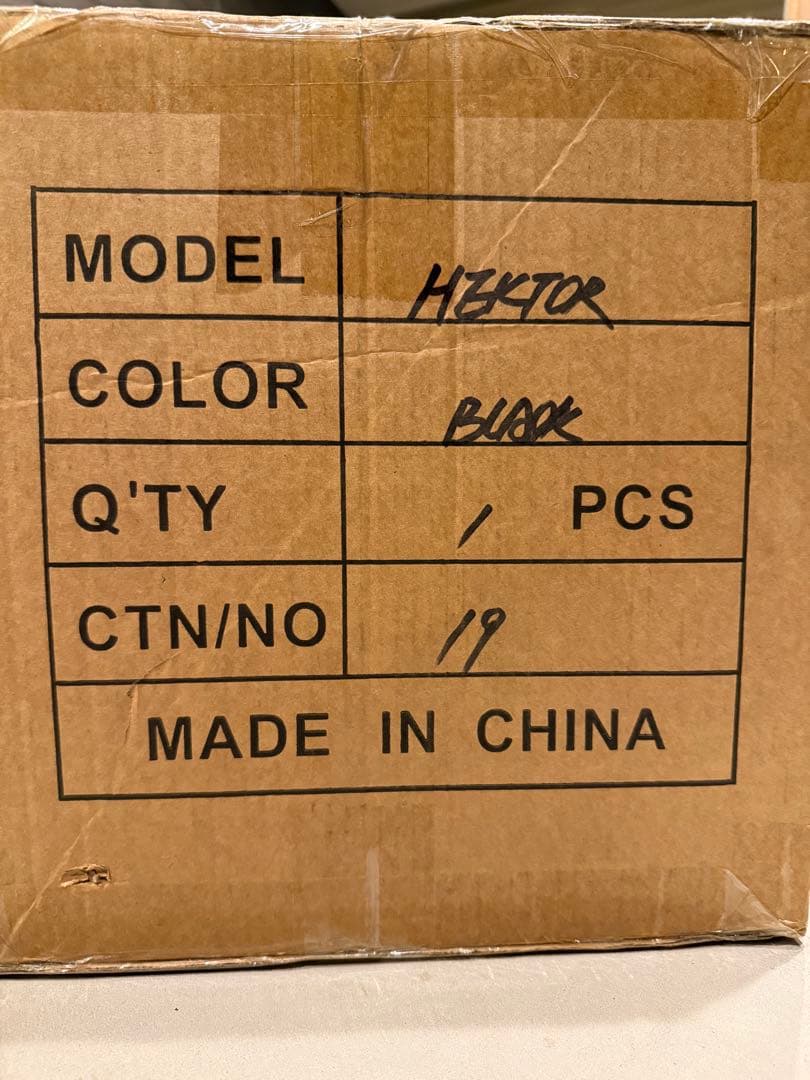 MODEL HEKTOR
COLOR BLACK
Q'TY 1 PCS
CTN/NO 19
MADE IN CHINA